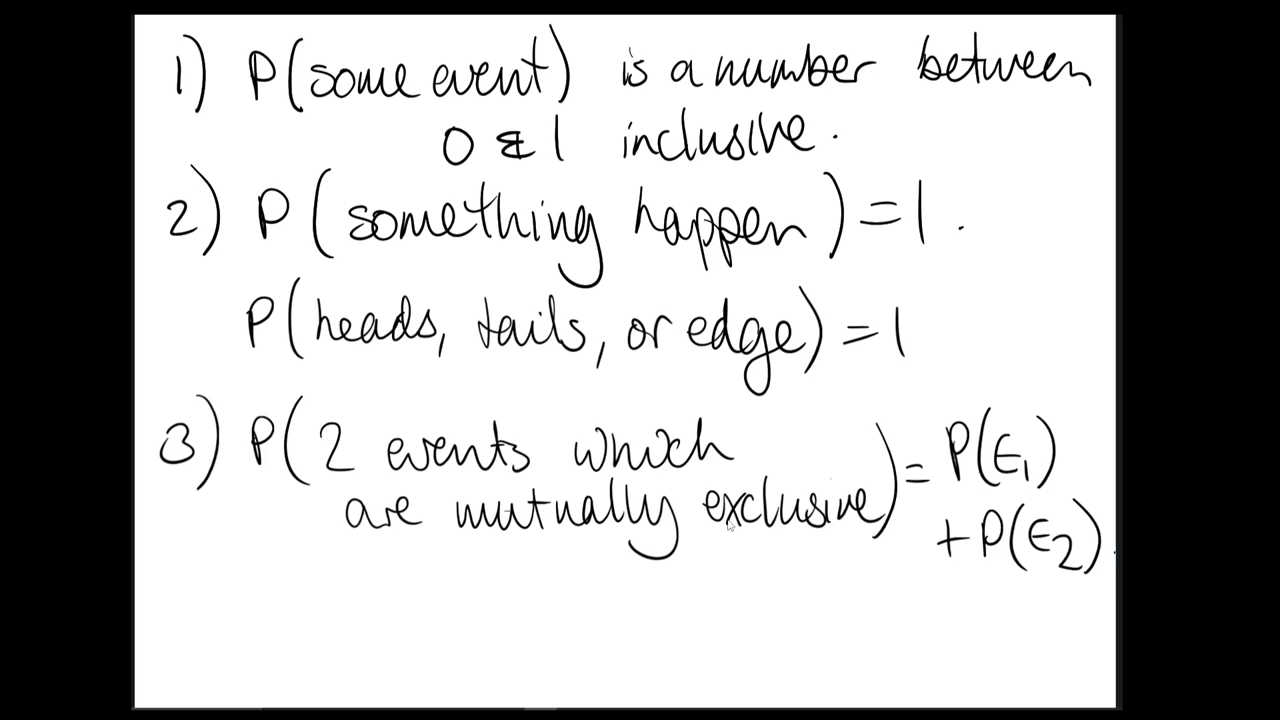 1) P(some event) is a number between
0 & 1 inclusive.
2) P(something happen) = 1.
P(heads, tails, or edge) = 1
3) P(2 events which
are mutually exclusive) = P(E₁)
+ P(E₂).